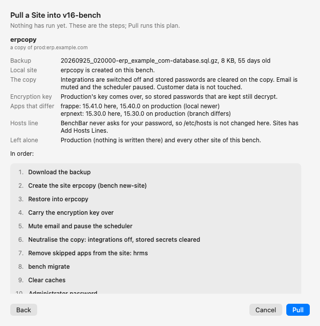 Pull a Site into v16-bench
Nothing has run yet. These are the steps; Pull runs this plan.
erpcopy
a copy of prod:erp.example.com
Backup 20260925_020000-erp_example_com-database.sql.gz, 8 KB, 55 days old
Local site erpcopy is created on this bench.
The copy Integrations are switched off and stored passwords are cleared on the copy. Email is
muted and the scheduler paused. Customer data is not touched.
Encryption key Production's key comes over, so stored passwords that are kept still decrypt.
Apps that differ frappe: 15.41.0 here, 15.40.0 on production (local newer)
erpnext: 15.30.0 here, 15.30.0 on production (branch differs)
Hosts line BenchBar never asks for your password, so /etc/hosts is not changed here. Sites has
Add Hosts Lines.
Left alone Production (nothing is written there) and every other site of this bench.
In order:
1. Download the backup
2. Create the site erpcopy (bench new-site)
3. Restore into erpcopy
4. Carry the encryption key over
5. Mute email and pause the scheduler
6. Neutralise the copy: integrations off, stored secrets cleared
7. Remove skipped apps from the site: hrms
8. bench migrate
9. Clear caches
10. Administrator password
Back
Cancel
Pull